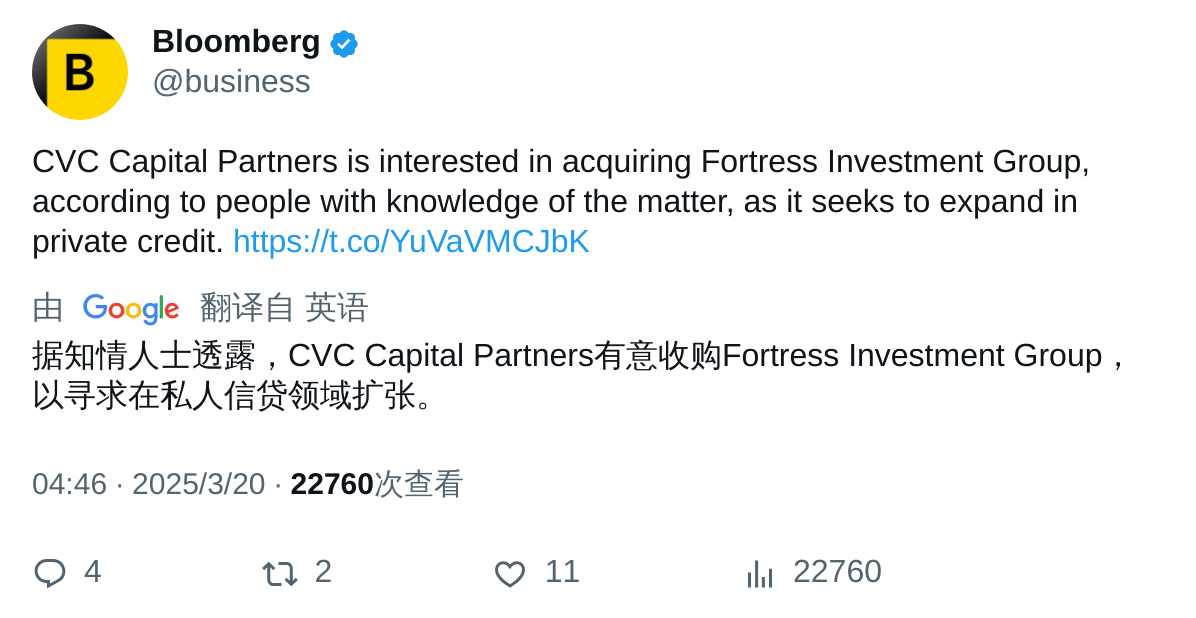 B
Bloomberg
@business
CVC Capital Partners is interested in acquiring Fortress Investment Group,
according to people with knowledge of the matter, as it seeks to expand in
private credit. https://t.co/YuVaVMCJbK
由 Google 翻译自 英语
据知情人士透露，CVC Capital Partners有意收购Fortress Investment Group，
以寻求在私人信贷领域扩张。
04:46 · 2025/3/20 · 22760次查看
4 2 11 22760